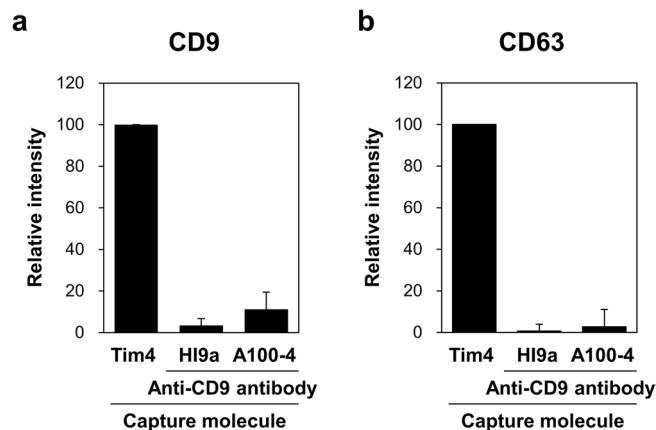 a
CD9
Relative intensity
120
100
80
60
40
20
0
Tim4 HI9a A100-4
Anti-CD9 antibody
Capture molecule
b
CD63
Relative intensity
120
100
80
60
40
20
0
Tim4 HI9a A100-4
Anti-CD9 antibody
Capture molecule